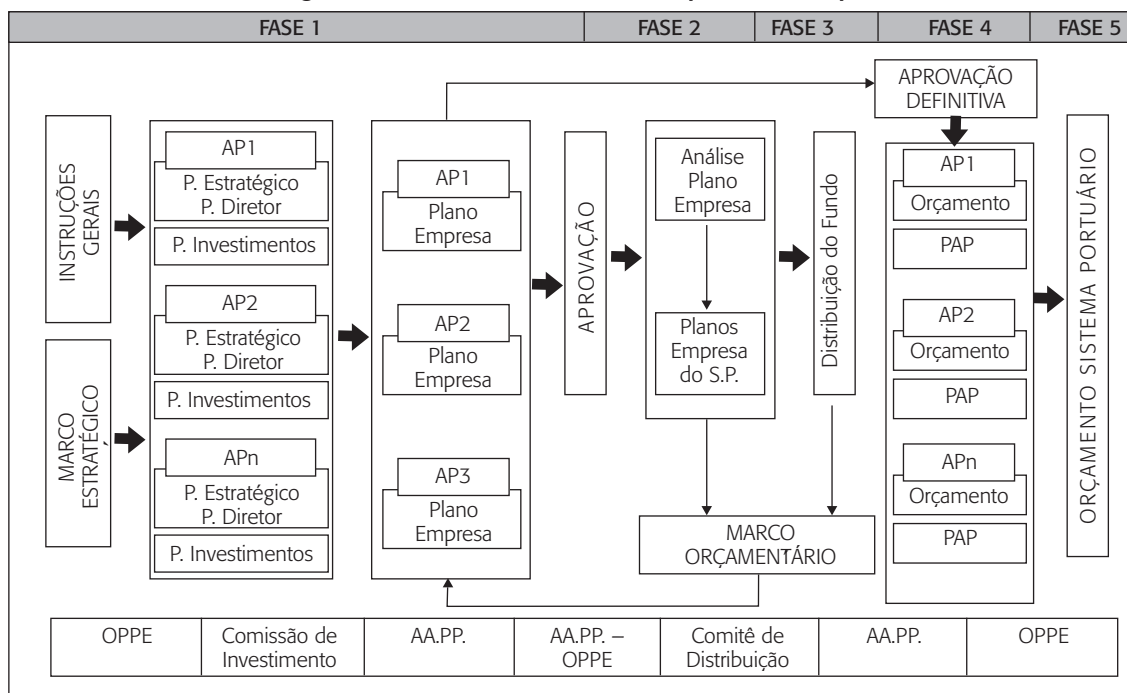 FASE 1
FASE 2
FASE 3
FASE 4
FASE 5
INSTRUÇÕES
GERAIS
MARCO
ESTRATÉGICO
AP1
P. Estratégico
P. Diretor
P. Investimentos
AP2
P. Estratégico
P. Diretor
P. Investimentos
APn
P. Estratégico
P. Diretor
P. Investimentos
AP1
Plano
Empresa
AP2
Plano
Empresa
AP3
Plano
Empresa
APROVAÇÃO
Análise
Plano
Empresa
Planos
Empresa
do S.P.
Distribuição do Fundo
MARCO
ORÇAMENTÁRIO
APROVAÇÃO
DEFINITIVA
AP1
Orçamento
PAP
AP2
Orçamento
PAP
APn
Orçamento
PAP
ORÇAMENTO SISTEMA PORTUÁRIO
OPPE
Comissão de
Investimento
AA.PP.
AA.PP. –
OPPE
Comitê de
Distribuição
AA.PP.
OPPE